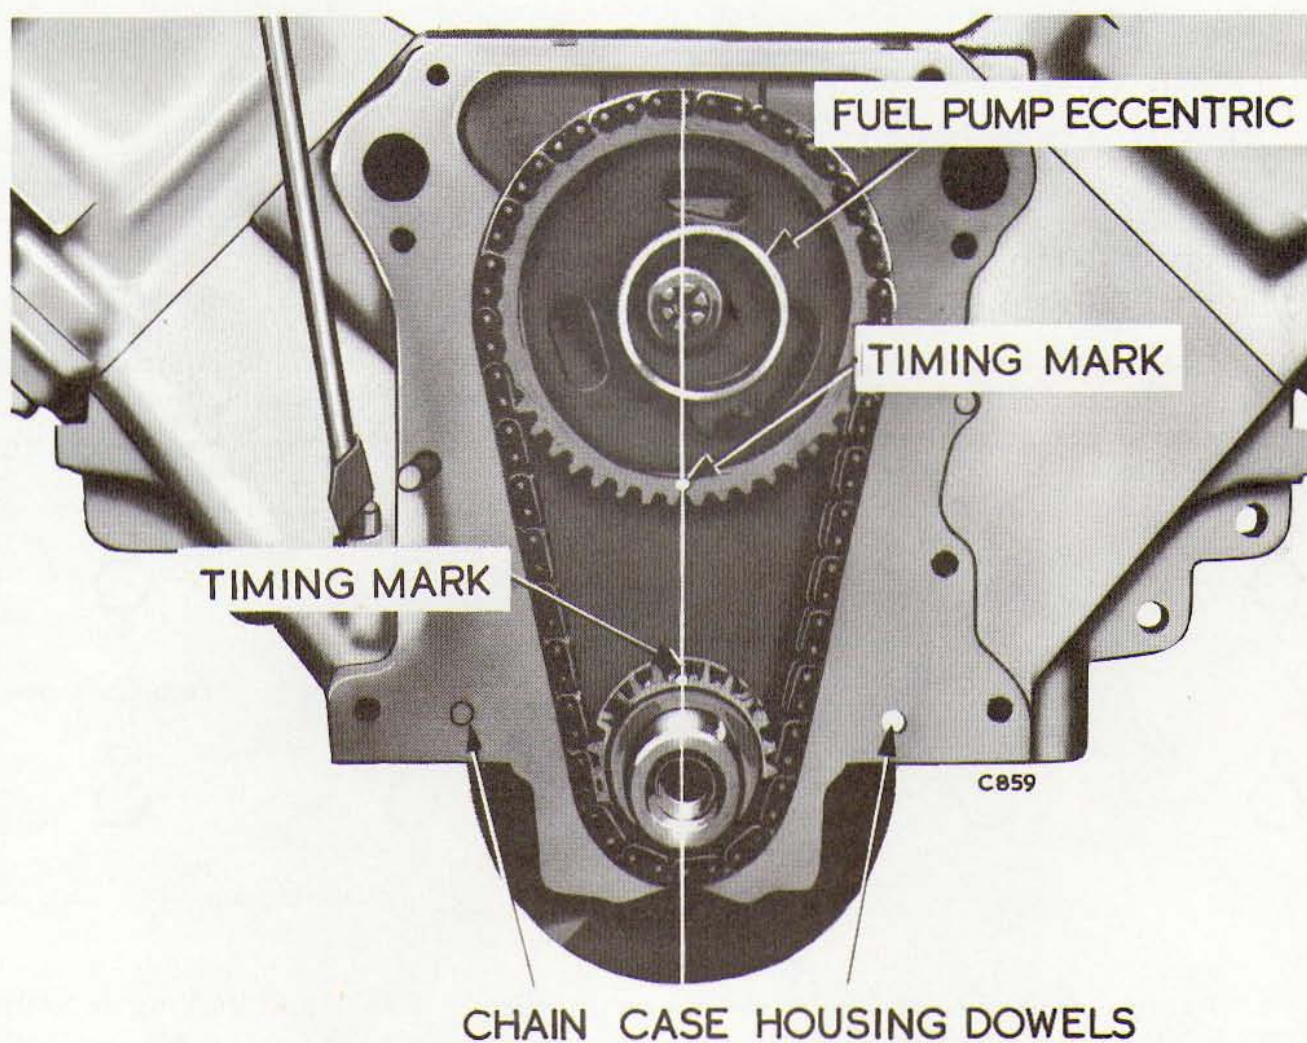 FUEL PUMP ECCENTRIC
TIMING MARK
TIMING MARK
C859
CHAIN CASE HOUSING DOWELS